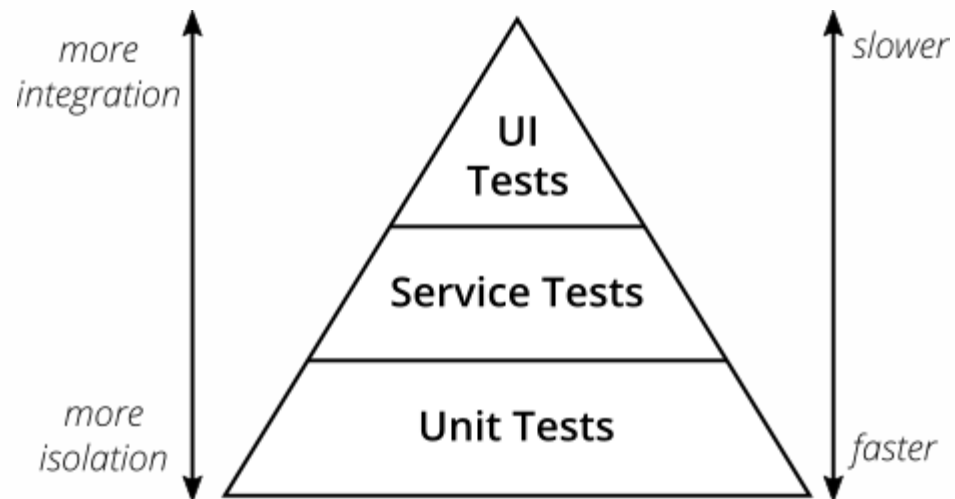 more
integration
slower
UI
Tests
Service Tests
Unit Tests
more
isolation
faster